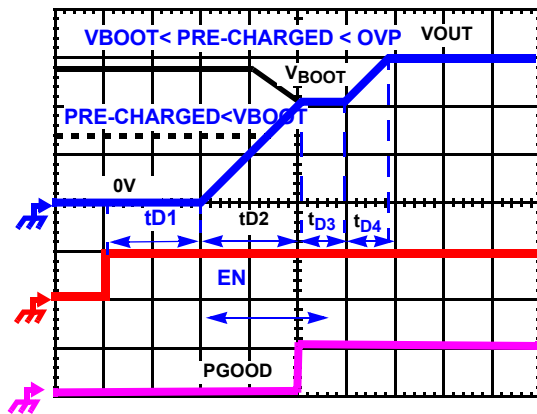 VBOOT< PRE-CHARGED < OVP
VOUT
VBOOT
PRE-CHARGED<VBOOT
0V
tD1
tD2
tD3
tD4
EN
PGOOD